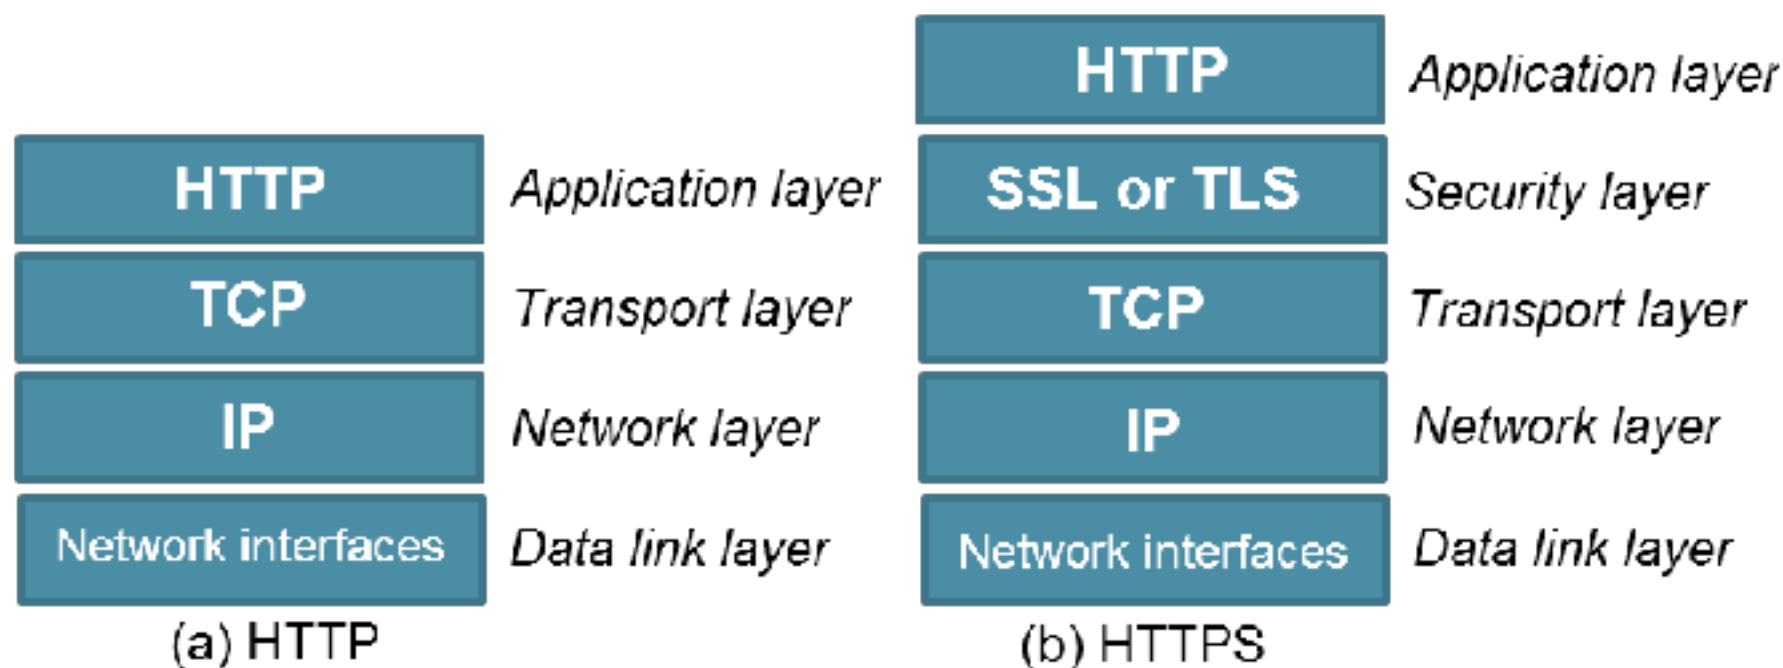 HTTP Application layer
TCP Transport layer
IP Network layer
Network interfaces Data link layer
(a) HTTP
HTTP Application layer
SSL or TLS Security layer
TCP Transport layer
IP Network layer
Network interfaces Data link layer
(b) HTTPS